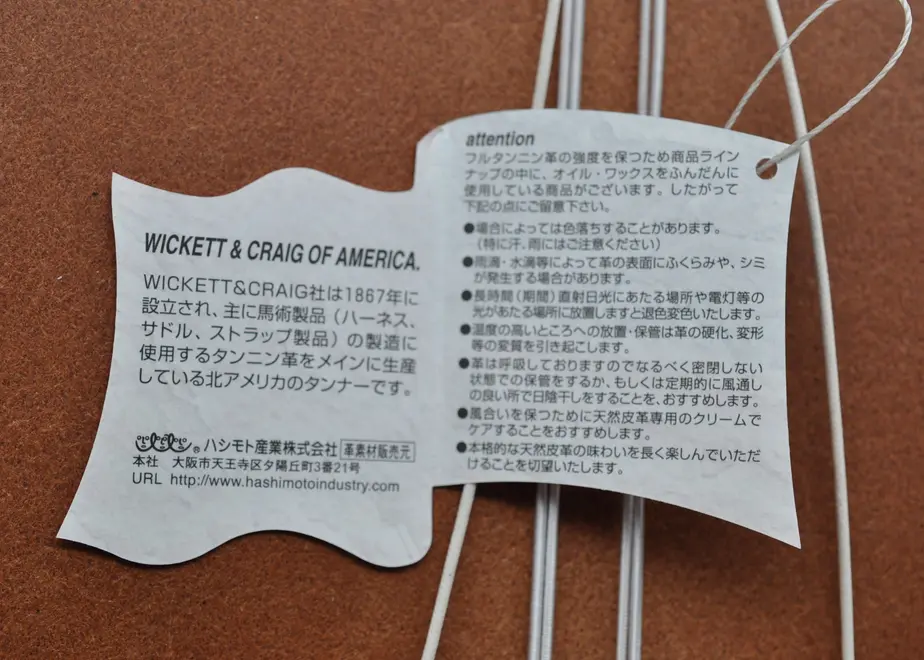 WICKETT & CRAIG OF AMERICA.
WICKETT&CRAIG社は1867年に
設立され、主に馬術製品（ハーネス、
サドル、ストラップ製品）の製造に
使用するタンニン革をメインに生産
している北アメリカのタンナーです。
® ハシモト産業株式会社 革素材販売元
本社 大阪市天王寺区夕陽丘町3番21号
URL http://www.hashimotoindustry.com
attention
フルタンニン革の強度を保つため商品ライン
ナップの中に、オイル・ワックスをふんだんに
使用している商品がございます。したがって
下記の点にご留意下さい。
●場合によっては色落ちすることがあります。
（特に汗、雨にはご注意ください）
●雨滴・水滴等によって革の表面にふくらみや、シミ
が発生する場合があります。
●長時間（期間）直射日光にあたる場所や電灯等の
光があたる場所に放置しますと退色変色いたします。
●温度の高いところへの放置・保管は革の硬化、変形
等の変質を引き起こします。
●革は呼吸しておりますのでなるべく密閉しない
状態での保管をするか、もしくは定期的に風通し
の良い所で日陰干しをすることを、おすすめします。
●風合いを保つために天然皮革専用のクリームで
ケアすることをおすすめします。
●本格的な天然皮革の味わいを長く楽しんでいただ
けることを切望いたします。